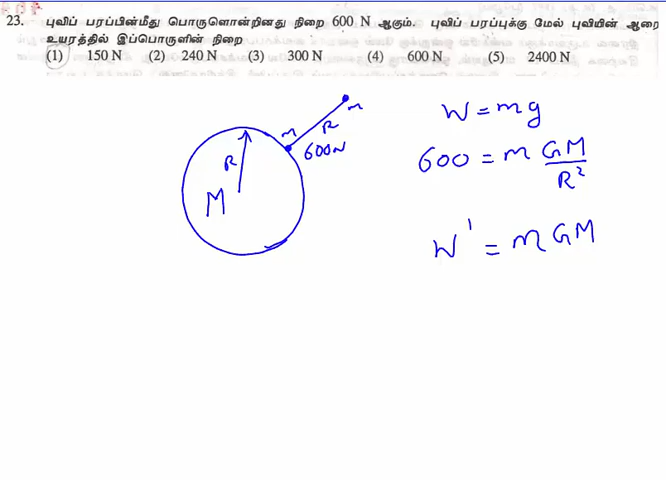 23. புவிப் பரப்பின்மீது பொருளொன்றினது நிறை 600 N ஆகும். புவிப் பரப்புக்கு மேல் புவியின் ஆரை
உயரத்தில் இப்பொருளின் நிறை
(1) 150 N (2) 240 N (3) 300 N (4) 600 N (5) 2400 N
m
m R
600N
R
M
W = mg
600 = m GM/R²
W' = m GM